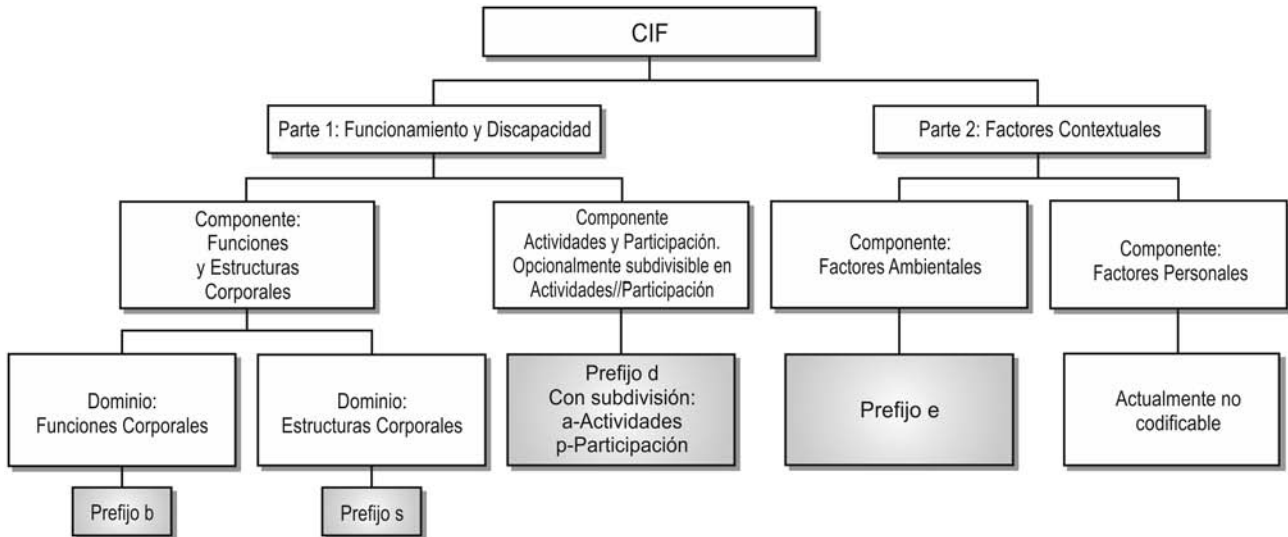 CIF
Parte 1: Funcionamiento y Discapacidad
Parte 2: Factores Contextuales
Componente:
Funciones
y Estructuras
Corporales
Componente
Actividades y Participación.
Opcionalmente subdivisible en
Actividades//Participación
Componente:
Factores Ambientales
Componente:
Factores Personales
Dominio:
Funciones Corporales
Dominio:
Estructuras Corporales
Prefijo d
Con subdivisión:
a-Actividades
p-Participación
Prefijo e
Actualmente no
codificable
Prefijo b
Prefijo s